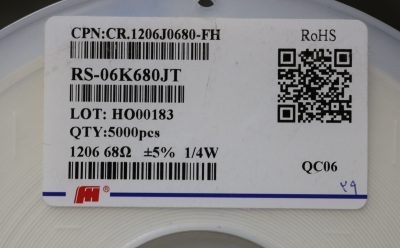 CPN:CR.1206J0680-FH
RoHS
RS-06K680JT
LOT: HO00183
QTY:5000pcs
1206 68Ω ±5% 1/4W
QC06
®